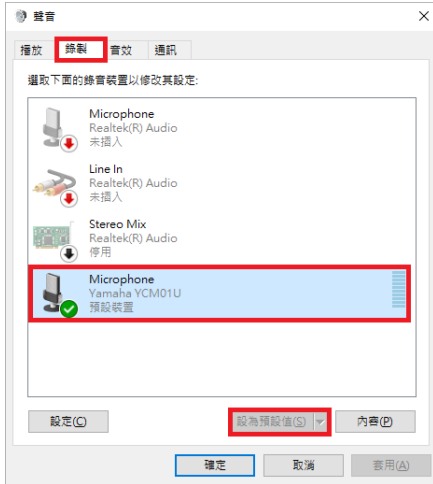 聲音
播放 錄製 音效 通訊
選取下面的錄音裝置以修改其設定:
Microphone
Realtek(R) Audio
未插入
Line In
Realtek(R) Audio
未插入
Stereo Mix
Realtek(R) Audio
停用
Microphone
Yamaha YCM01U
預設裝置
設定(C) 設為預設值(S) 內容(P)
確定 取消 套用(A)